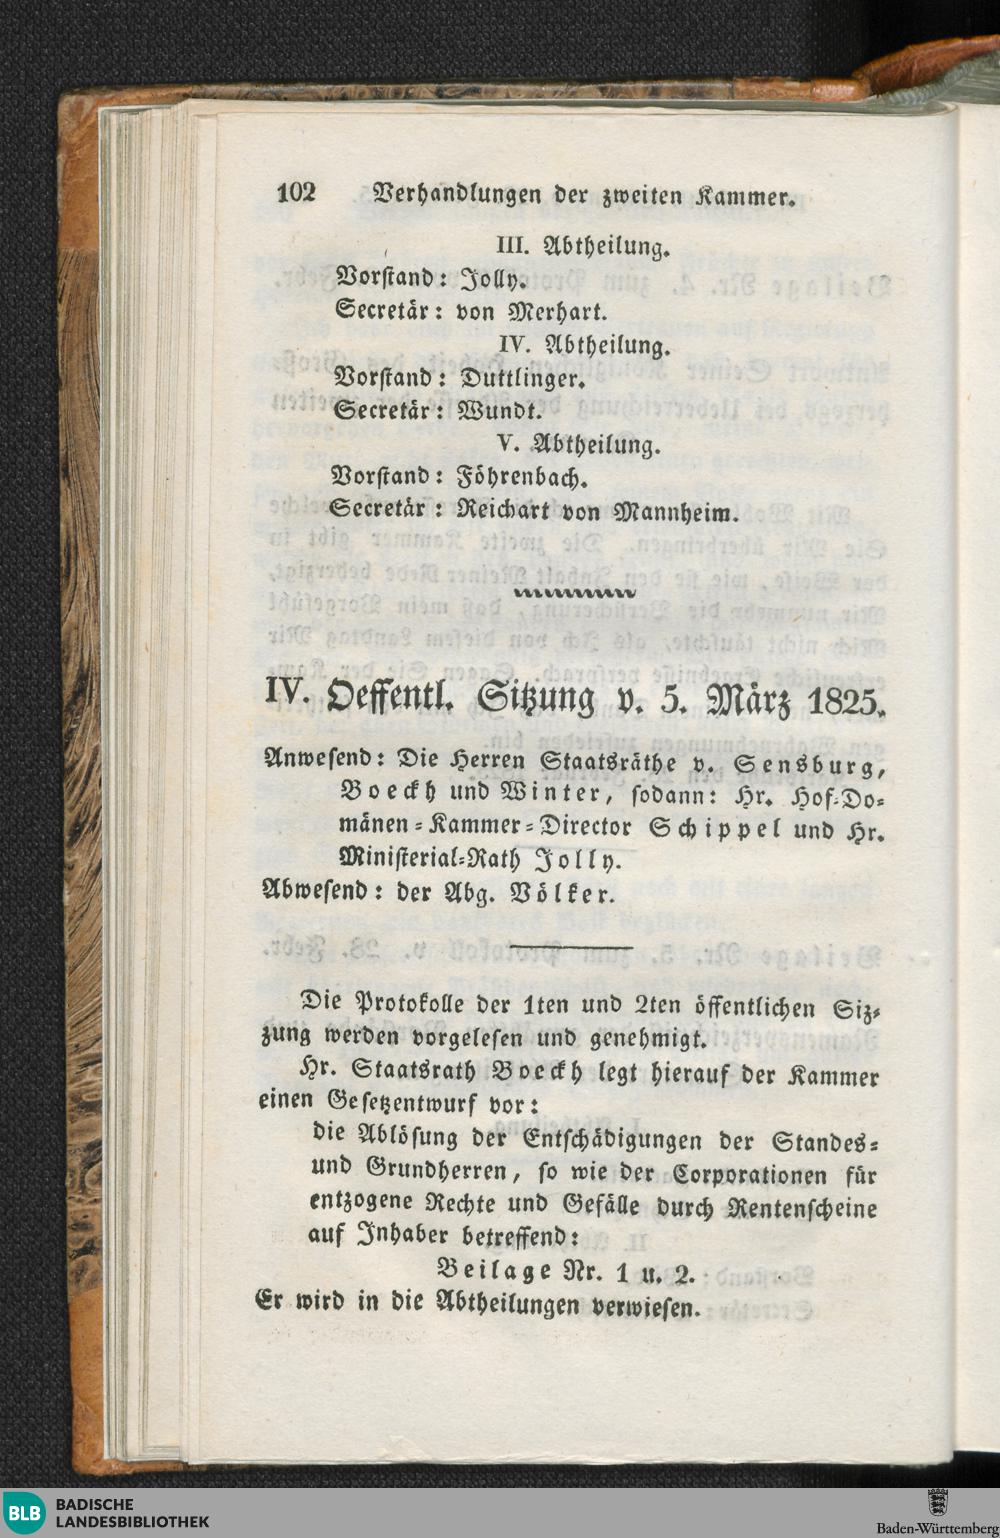 102 Verhandlungen der zweiten Kammer.
III. Abtheilung.
Vorstand: Jolly.
Secretär: von Merhart.
IV. Abtheilung.
Vorstand: Duttlinger.
Secretär: Wundt.
V. Abtheilung.
Vorstand: Föhrenbach.
Secretär: Reichart von Mannheim.
IV. Oeffentl. Sitzung v. 5. März 1825.
Anwesend: Die Herren Staatsräthe v. Sensburg,
Boeckh und Winter, sodann: Hr. Hof-Do-
mänen-Kammer-Director Schippel und Hr.
Ministerial-Rath Jolly.
Abwesend: der Abg. Völker.
Die Protokolle der 1ten und 2ten öffentlichen Siz-
zung werden vorgelesen und genehmigt.
Hr. Staatsrath Boeckh legt hierauf der Kammer
einen Gesetzentwurf vor:
die Ablösung der Entschädigungen der Standes-
und Grundherren, so wie der Corporationen für
entzogene Rechte und Gefälle durch Rentenscheine
auf Inhaber betreffend:
Beilage Nr. 1 u. 2.
Er wird in die Abtheilungen verwiesen.
BLB BADISCHE
LANDESBIBLIOTHEK
Baden-Württemberg